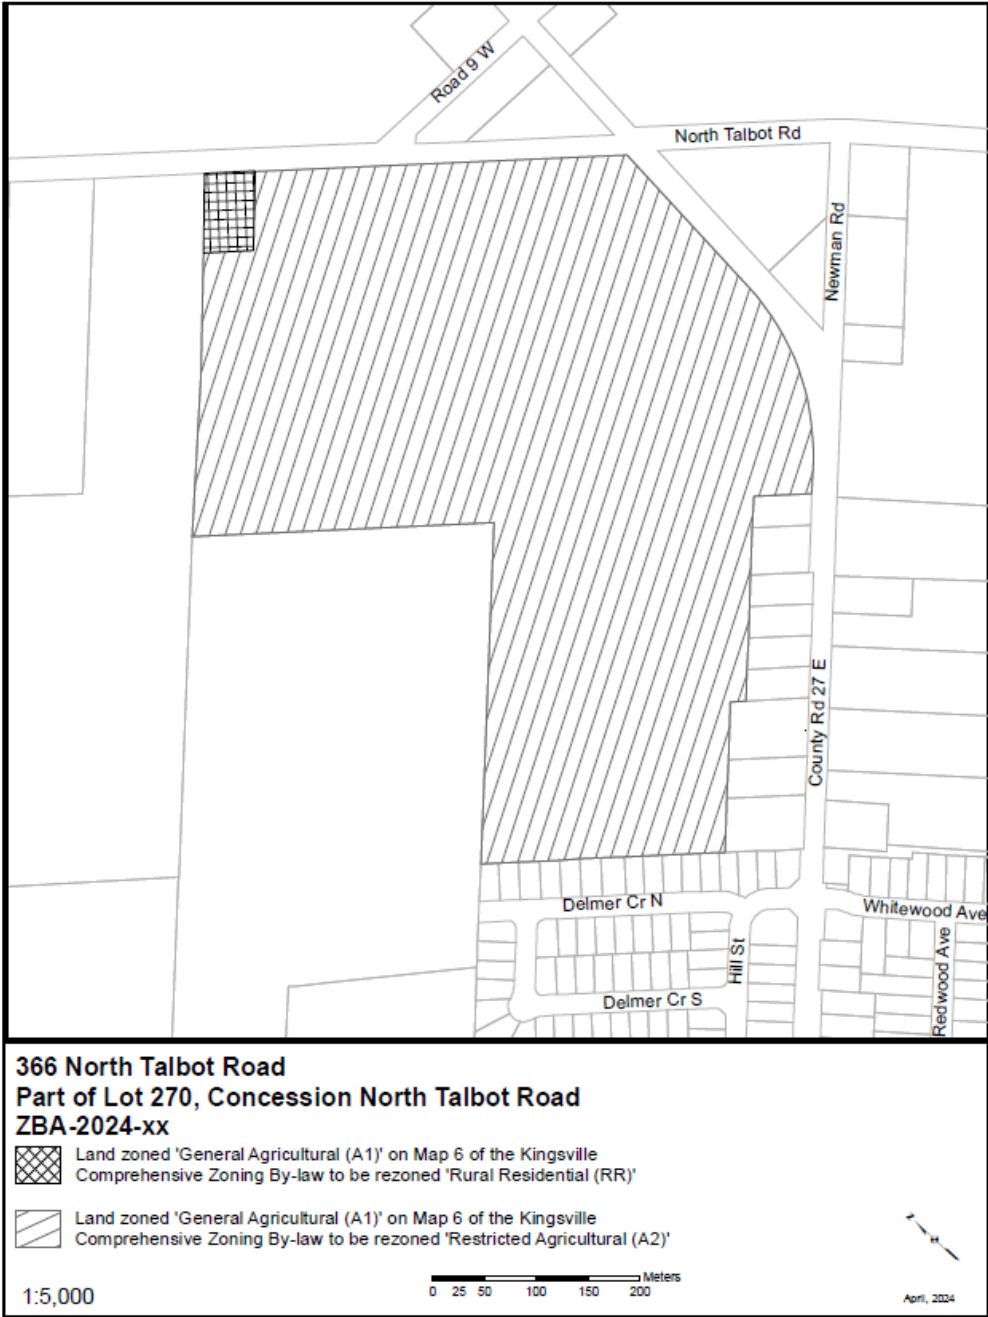 Road 9 W
North Talbot Rd
Newman Rd
County Rd 27 E
Delmer Cr N
Whitewood Ave
Hill St
Redwood Ave
Delmer Cr S
366 North Talbot Road
Part of Lot 270, Concession North Talbot Road
ZBA-2024-xx
Land zoned 'General Agricultural (A1)' on Map 6 of the Kingsville
Comprehensive Zoning By-law to be rezoned 'Rural Residential (RR)'
Land zoned 'General Agricultural (A1)' on Map 6 of the Kingsville
Comprehensive Zoning By-law to be rezoned 'Restricted Agricultural (A2)'
1:5,000
Meters
0 25 50 100 150 200
April, 2024